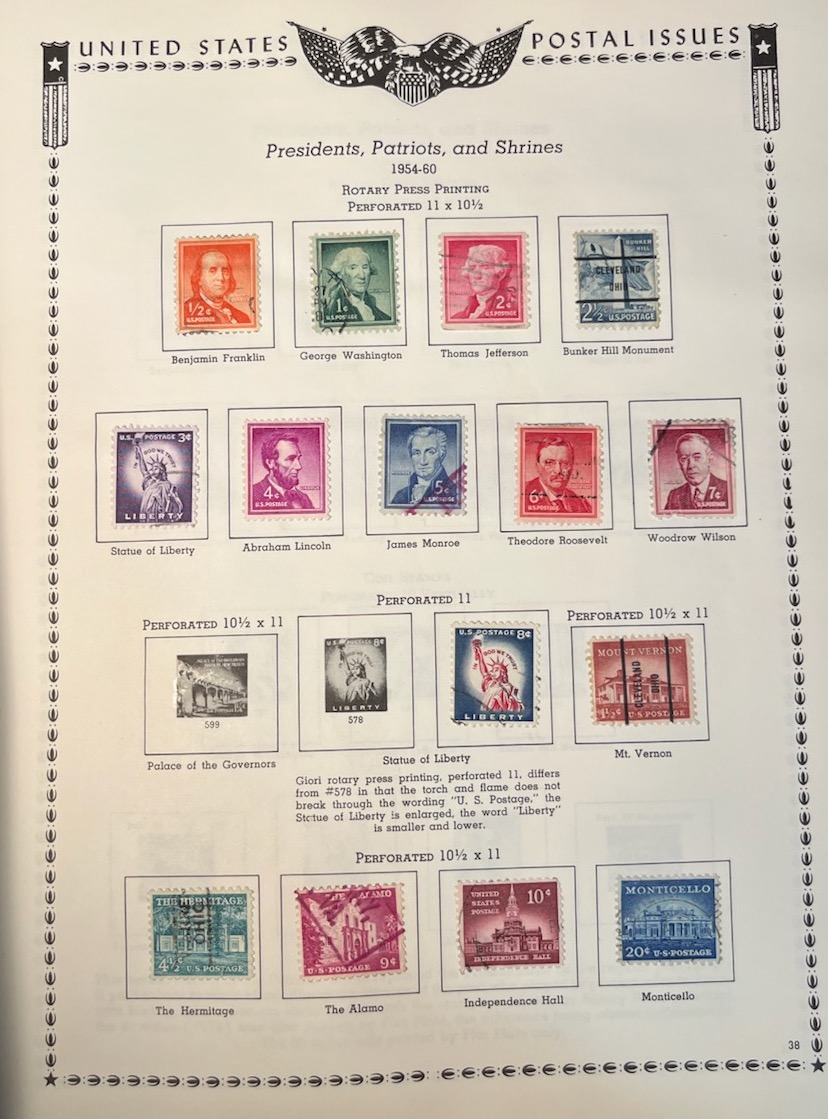 UNITED STATES POSTAL ISSUES
Presidents, Patriots, and Shrines
1954-60
ROTARY PRESS PRINTING
PERFORATED 11 x 10½
1/2¢ U.S.POSTAGE
1¢ U.S.POSTAGE
2¢ U.S.POSTAGE
BUNKER HILL
CLEVELAND
OHIO
2½¢ U.S.POSTAGE
Benjamin Franklin
George Washington
Thomas Jefferson
Bunker Hill Monument
U.S. POSTAGE 3¢
IN GOD WE TRUST
LIBERTY
4¢ U.S.POSTAGE
5¢ U.S.POSTAGE
6¢ U.S.POSTAGE
7¢ U.S.POSTAGE
Statue of Liberty
Abraham Lincoln
James Monroe
Theodore Roosevelt
Woodrow Wilson
PERFORATED 10½ x 11
PERFORATED 11
PERFORATED 10½ x 11
599
U.S. POSTAGE 8¢
IN GOD WE TRUST
LIBERTY
578
U.S. POSTAGE 8¢
IN GOD WE TRUST
LIBERTY
MOUNT VERNON
CLEVELAND
OHIO
1½¢ U·S·POSTAGE
Palace of the Governors
Statue of Liberty
Mt. Vernon
Giori rotary press printing, perforated 11, differs
from #578 in that the torch and flame does not
break through the wording "U. S. Postage," the
Statue of Liberty is enlarged, the word "Liberty"
is smaller and lower.
PERFORATED 10½ x 11
THE HERMITAGE
OHIO
4½¢ U.S.POSTAGE
THE ALAMO
U·S·POSTAGE 9¢
UNITED STATES POSTAGE 10¢
INDEPENDENCE HALL
MONTICELLO
20¢ U.S.POSTAGE
The Hermitage
The Alamo
Independence Hall
Monticello
38